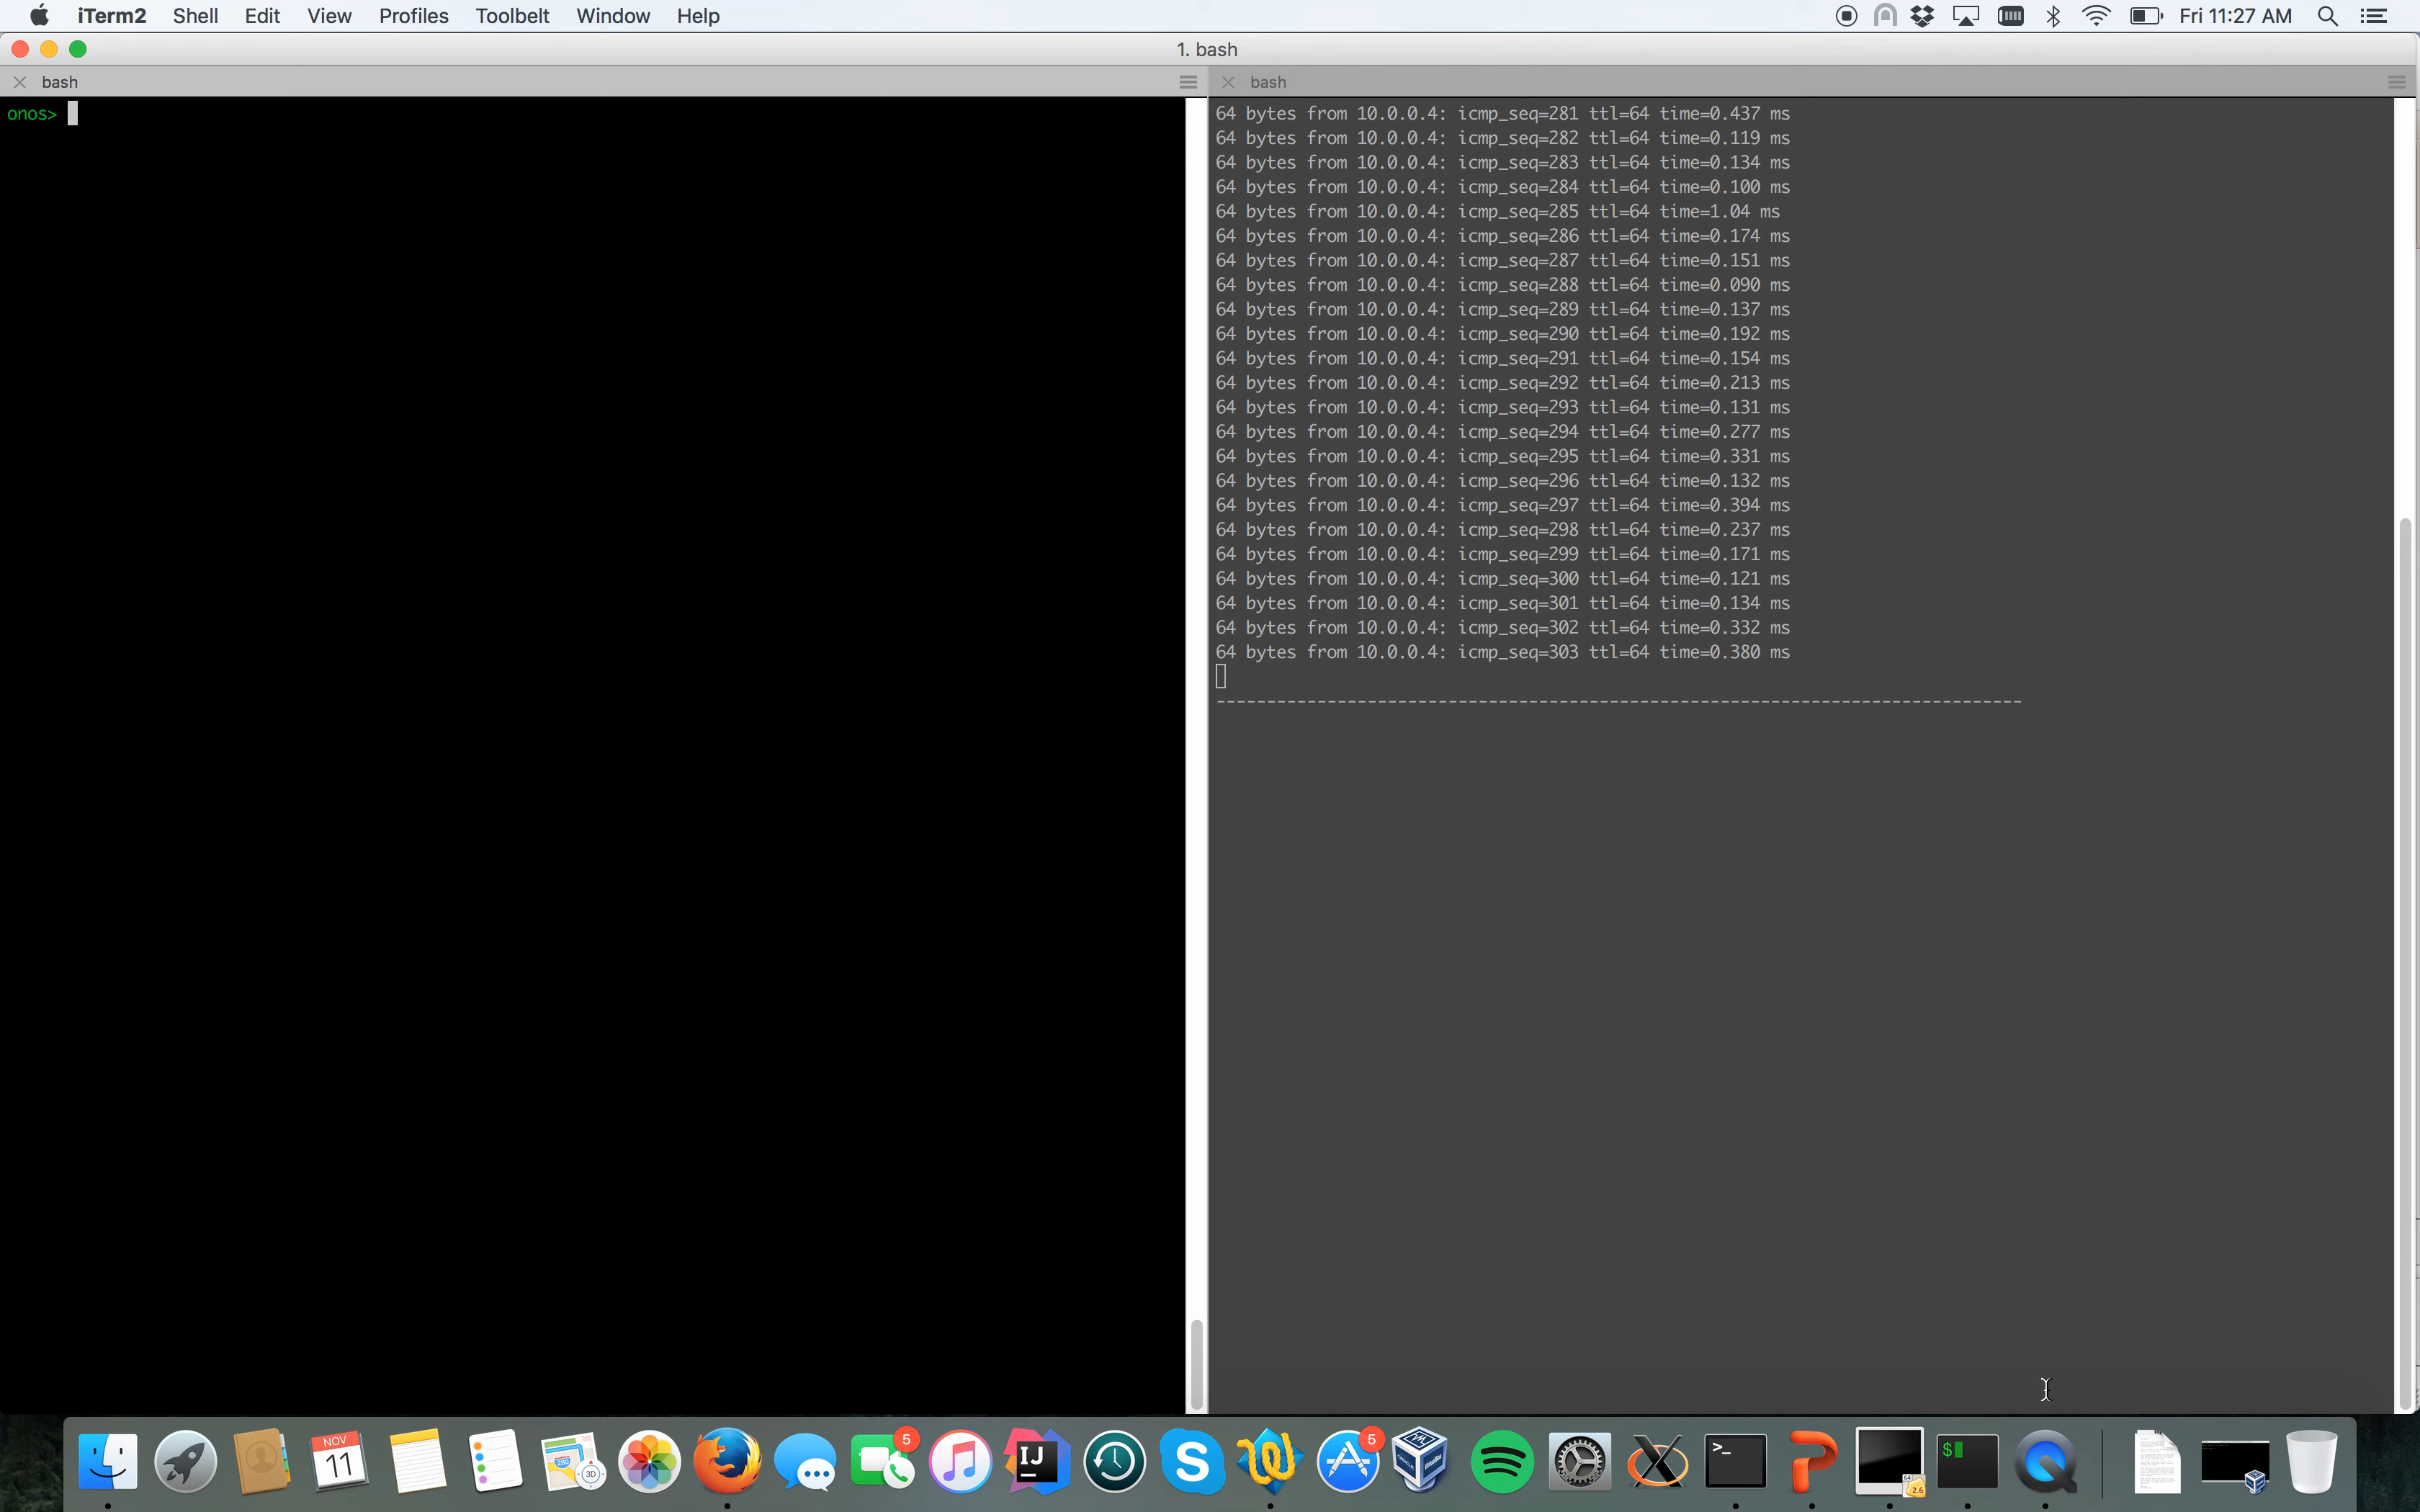 iTerm2 Shell Edit View Profiles Toolbelt Window Help Fri 11:27 AM
1. bash
bash
bash
onos>
64 bytes from 10.0.0.4: icmp_seq=281 ttl=64 time=0.437 ms
64 bytes from 10.0.0.4: icmp_seq=282 ttl=64 time=0.119 ms
64 bytes from 10.0.0.4: icmp_seq=283 ttl=64 time=0.134 ms
64 bytes from 10.0.0.4: icmp_seq=284 ttl=64 time=0.100 ms
64 bytes from 10.0.0.4: icmp_seq=285 ttl=64 time=1.04 ms
64 bytes from 10.0.0.4: icmp_seq=286 ttl=64 time=0.174 ms
64 bytes from 10.0.0.4: icmp_seq=287 ttl=64 time=0.151 ms
64 bytes from 10.0.0.4: icmp_seq=288 ttl=64 time=0.090 ms
64 bytes from 10.0.0.4: icmp_seq=289 ttl=64 time=0.137 ms
64 bytes from 10.0.0.4: icmp_seq=290 ttl=64 time=0.192 ms
64 bytes from 10.0.0.4: icmp_seq=291 ttl=64 time=0.154 ms
64 bytes from 10.0.0.4: icmp_seq=292 ttl=64 time=0.213 ms
64 bytes from 10.0.0.4: icmp_seq=293 ttl=64 time=0.131 ms
64 bytes from 10.0.0.4: icmp_seq=294 ttl=64 time=0.277 ms
64 bytes from 10.0.0.4: icmp_seq=295 ttl=64 time=0.331 ms
64 bytes from 10.0.0.4: icmp_seq=296 ttl=64 time=0.132 ms
64 bytes from 10.0.0.4: icmp_seq=297 ttl=64 time=0.394 ms
64 bytes from 10.0.0.4: icmp_seq=298 ttl=64 time=0.237 ms
64 bytes from 10.0.0.4: icmp_seq=299 ttl=64 time=0.171 ms
64 bytes from 10.0.0.4: icmp_seq=300 ttl=64 time=0.121 ms
64 bytes from 10.0.0.4: icmp_seq=301 ttl=64 time=0.134 ms
64 bytes from 10.0.0.4: icmp_seq=302 ttl=64 time=0.332 ms
64 bytes from 10.0.0.4: icmp_seq=303 ttl=64 time=0.380 ms
--------------------------------------------------------------------------------
NOV
11
280
3D
5
IJ
S
5
>_
P
64
2.6
$